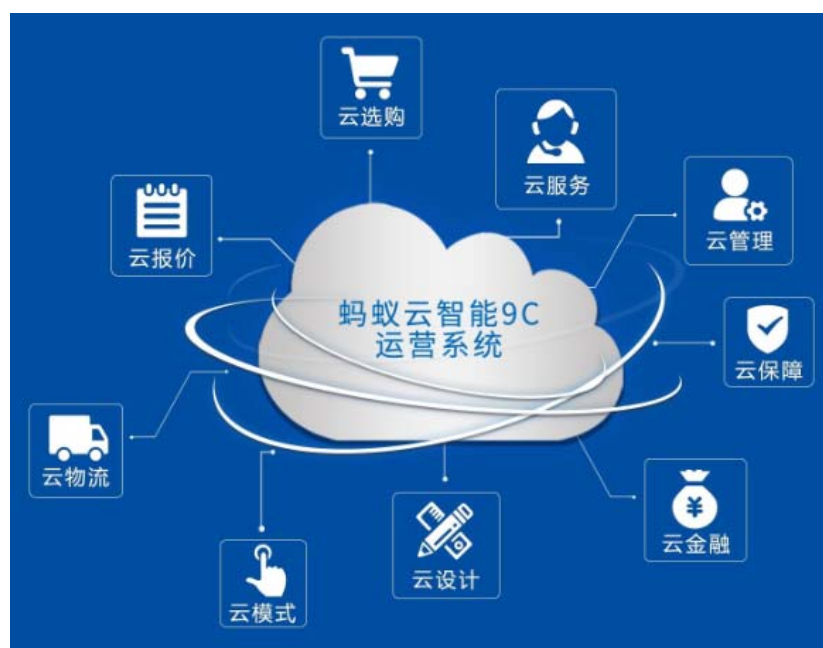 云选购
云服务
云报价
云管理
蚂蚁云智能9C
运营系统
云保障
云物流
云金融
云设计
云模式